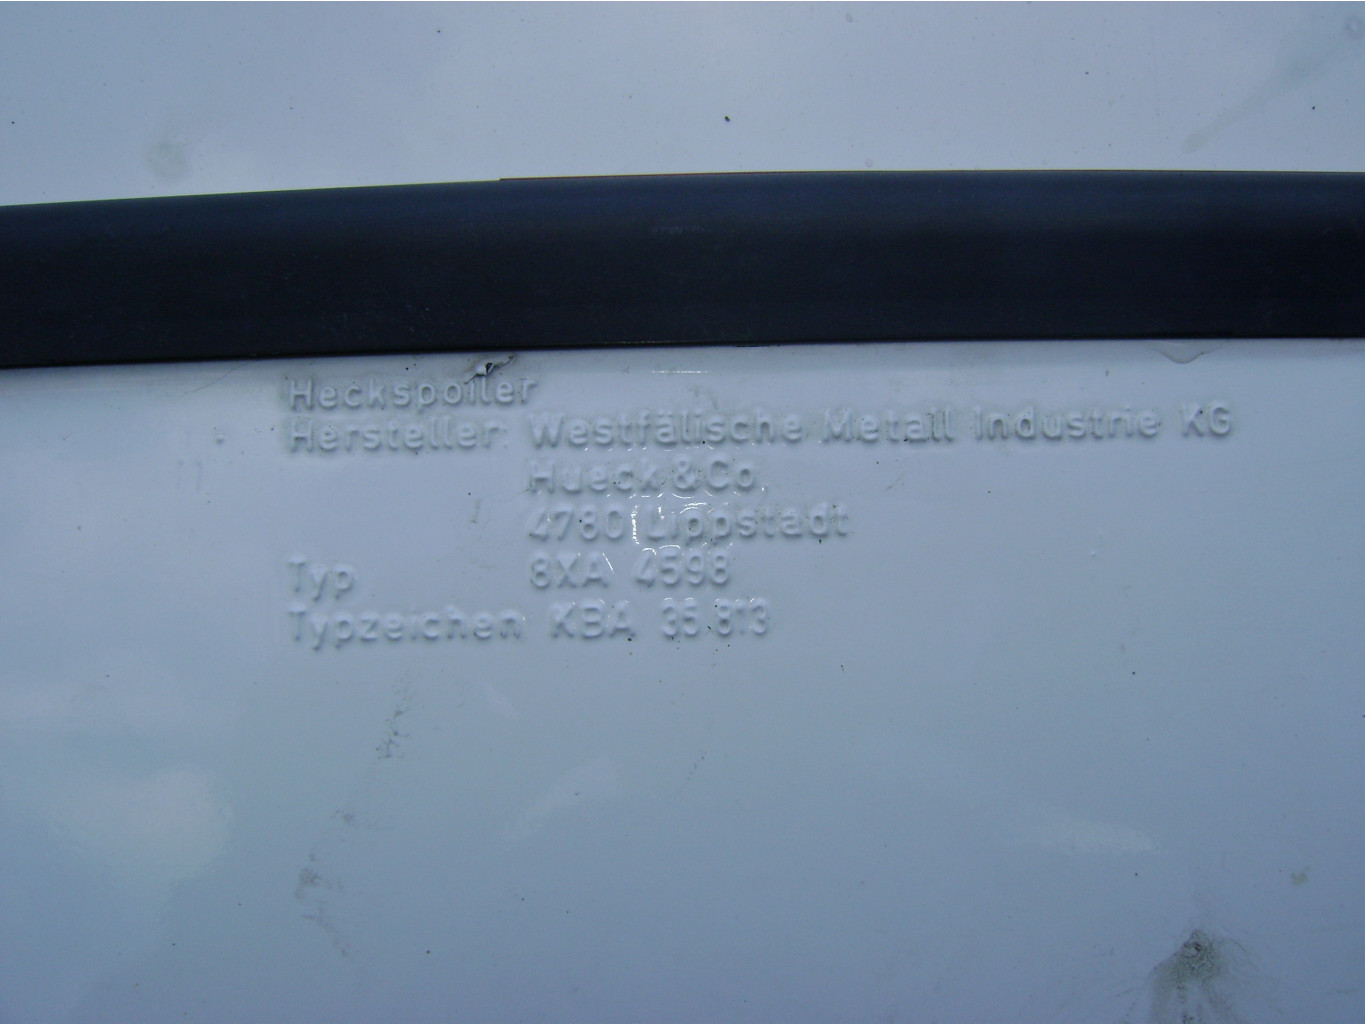 Heckspoiler
Hersteller: Westfälische Metall Industrie KG
Hueck & Co.
4780 Lippstadt
Typ 8XA 4598
Typzeichen KBA 35 813